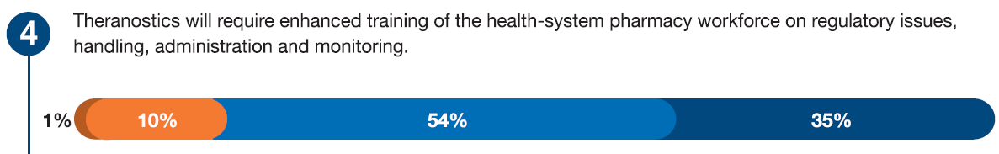 4
Theranostics will require enhanced training of the health-system pharmacy workforce on regulatory issues,
handling, administration and monitoring.
1% 10% 54% 35%